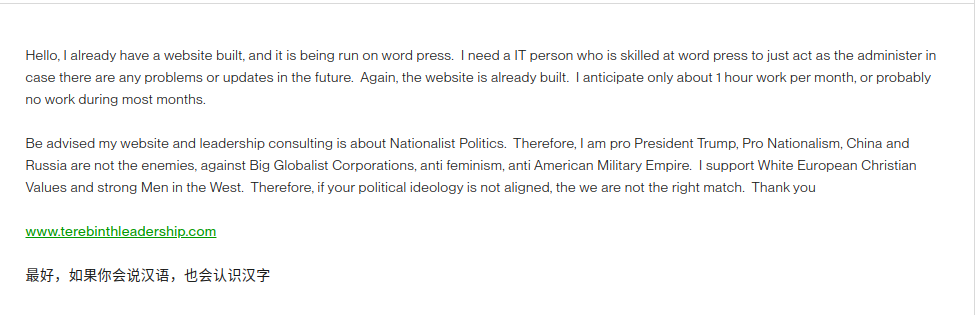 Hello, I already have a website built, and it is being run on word press.  I need a IT person who is skilled at word press to just act as the administer in
case there are any problems or updates in the future.  Again, the website is already built.  I anticipate only about 1 hour work per month, or probably
no work during most months.
Be advised my website and leadership consulting is about Nationalist Politics.  Therefore, I am pro President Trump, Pro Nationalism, China and
Russia are not the enemies, against Big Globalist Corporations, anti feminism, anti American Military Empire.  I support White European Christian
Values and strong Men in the West.  Therefore, if your political ideology is not aligned, the we are not the right match.  Thank you
www.terebinthleadership.com
最好，如果你会说汉语，也会认识汉字